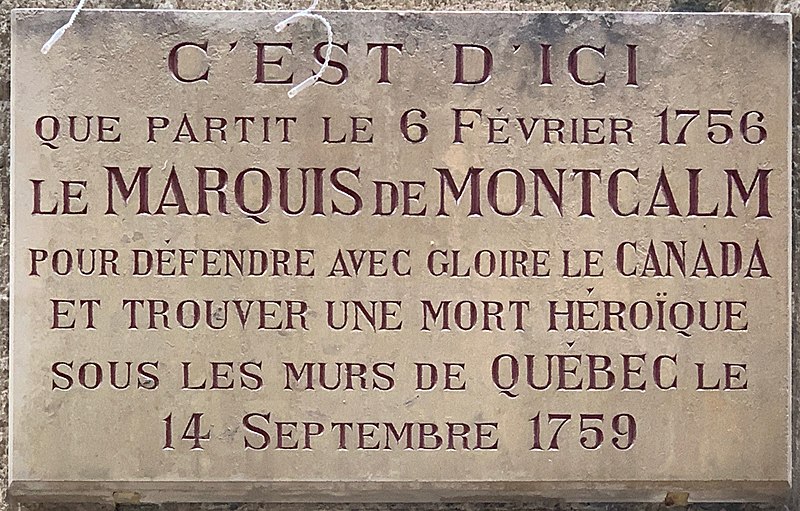 C'EST D'ICI
QUE PARTIT LE 6 FÉVRIER 1756
LE MARQUIS DE MONTCALM
POUR DÉFENDRE AVEC GLOIRE LE CANADA
ET TROUVER UNE MORT HÉROÏQUE
SOUS LES MURS DE QUÉBEC LE
14 SEPTEMBRE 1759